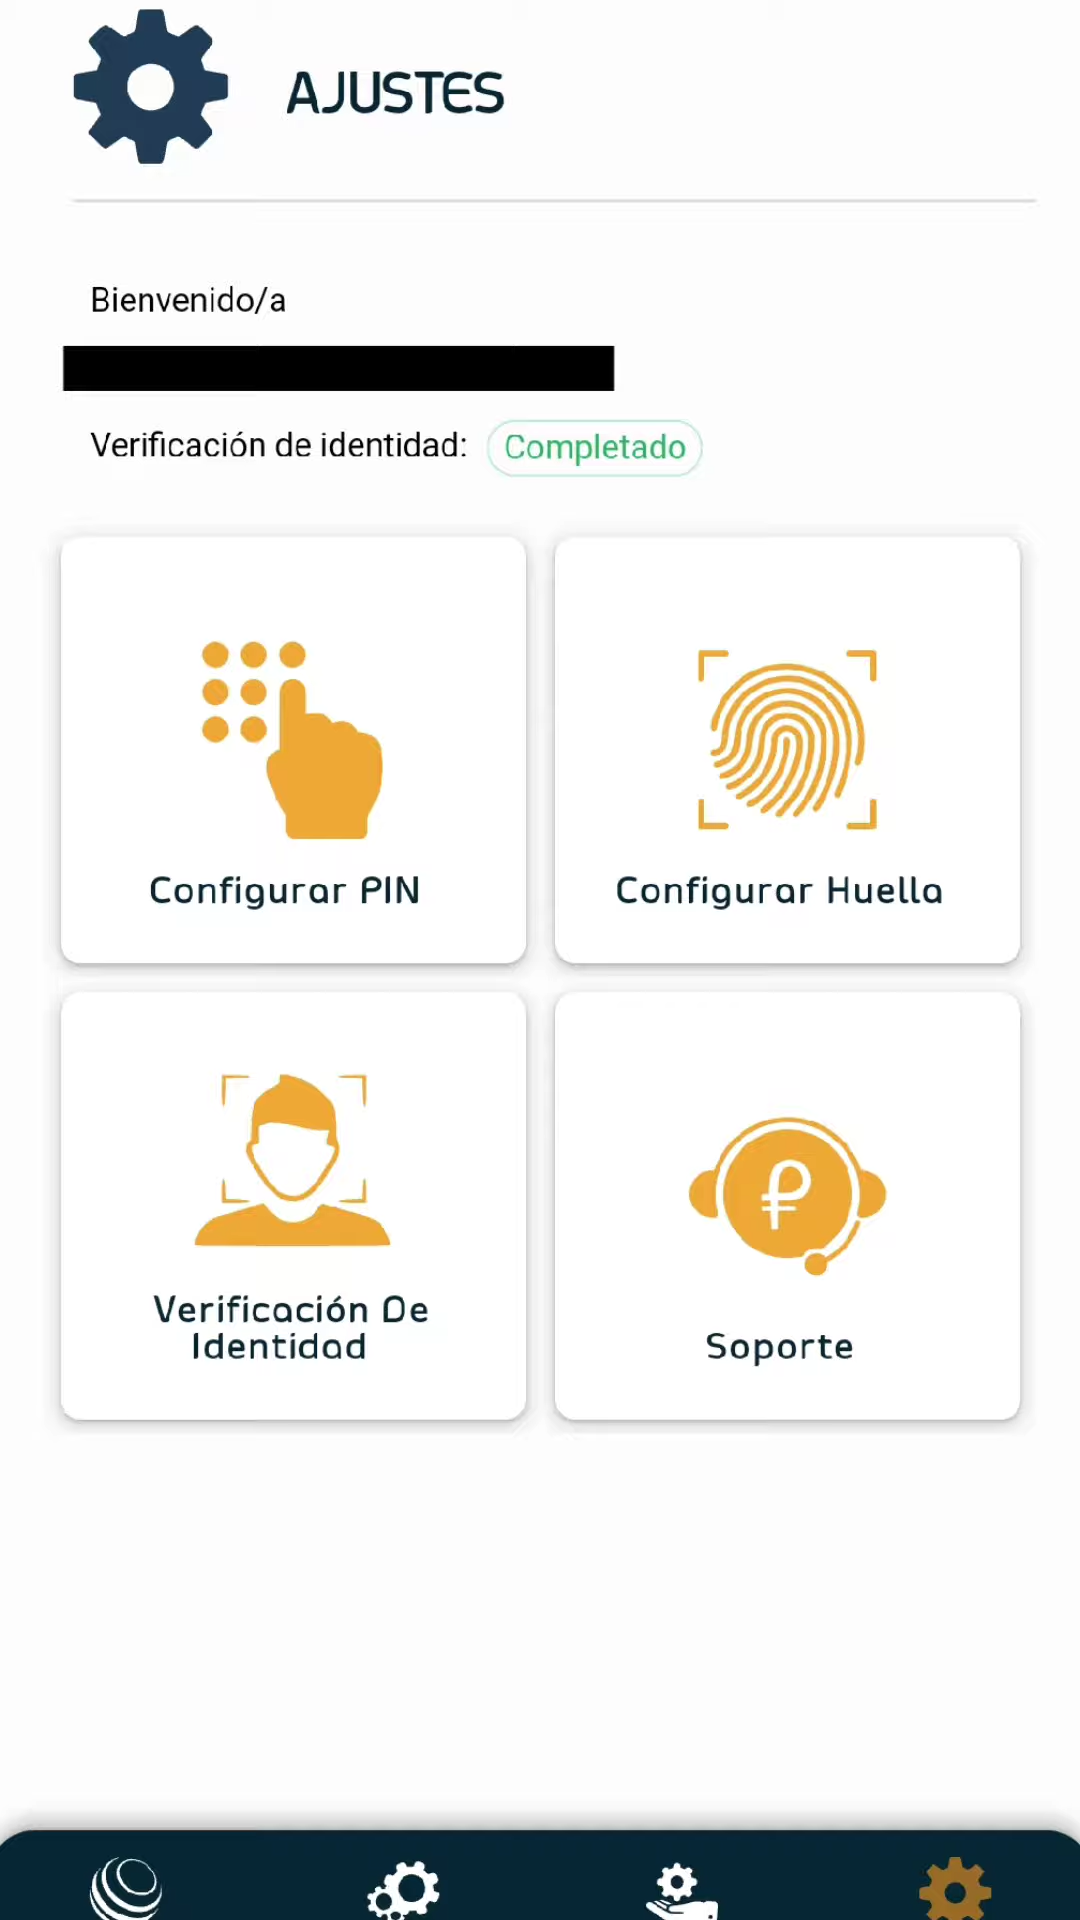 AJUSTES
Bienvenido/a
Verificación de identidad: Completado
Configurar PIN
Configurar Huella
Verificación De
Identidad
Soporte